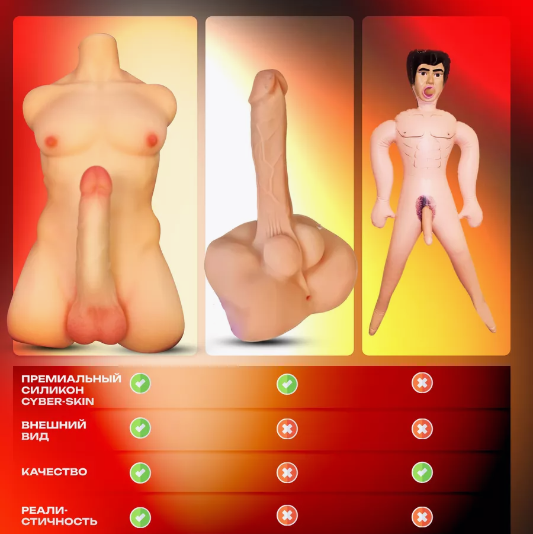 ПРЕМИАЛЬНЫЙ
СИЛИКОН
CYBER-SKIN
ВНЕШНИЙ
ВИД
КАЧЕСТВО
РЕАЛИ-
СТИЧНОСТЬ